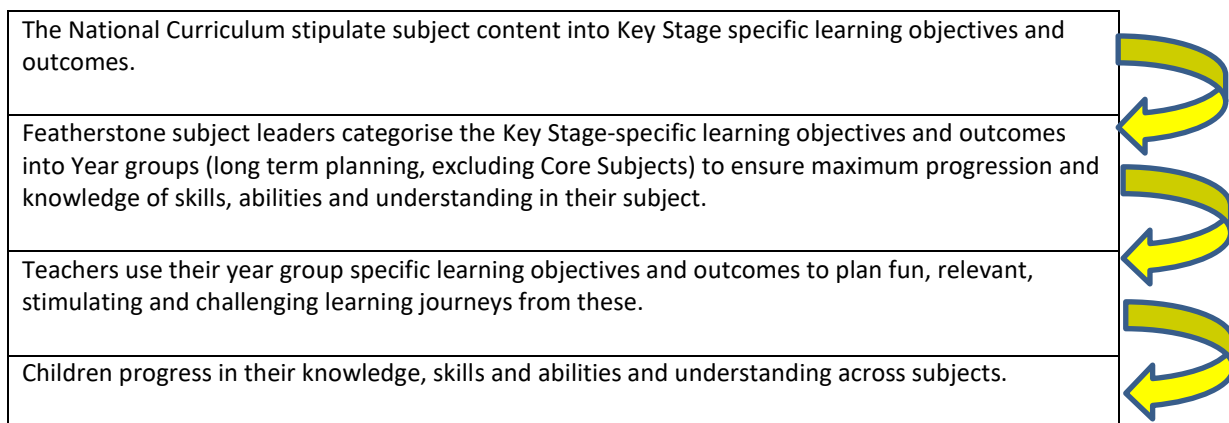 The National Curriculum stipulate subject content into Key Stage specific learning objectives and
outcomes.
Featherstone subject leaders categorise the Key Stage-specific learning objectives and outcomes
into Year groups (long term planning, excluding Core Subjects) to ensure maximum progression and
knowledge of skills, abilities and understanding in their subject.
Teachers use their year group specific learning objectives and outcomes to plan fun, relevant,
stimulating and challenging learning journeys from these.
Children progress in their knowledge, skills and abilities and understanding across subjects.